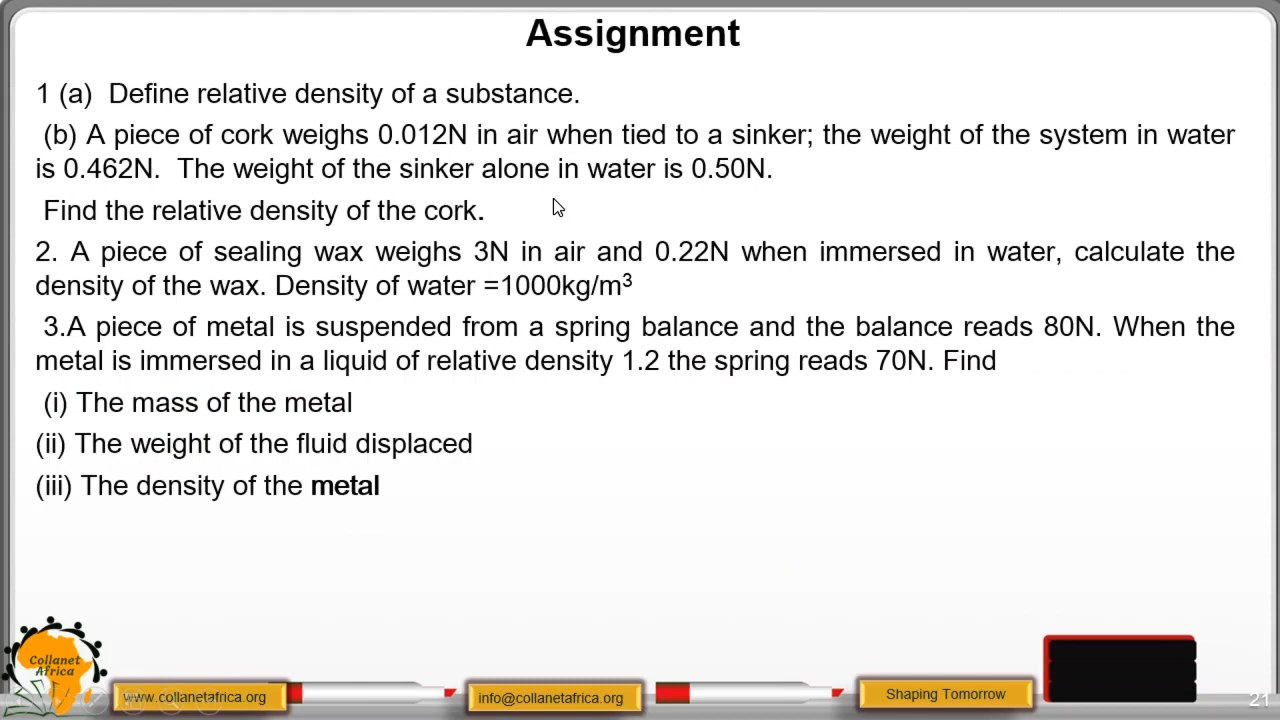 Assignment
1 (a) Define relative density of a substance.
(b) A piece of cork weighs 0.012N in air when tied to a sinker; the weight of the system in water
is 0.462N. The weight of the sinker alone in water is 0.50N.
Find the relative density of the cork.
2. A piece of sealing wax weighs 3N in air and 0.22N when immersed in water, calculate the
density of the wax. Density of water =1000kg/m³
3.A piece of metal is suspended from a spring balance and the balance reads 80N. When the
metal is immersed in a liquid of relative density 1.2 the spring reads 70N. Find
(i) The mass of the metal
(ii) The weight of the fluid displaced
(iii) The density of the metal
Collanet
Africa
www.collanetafrica.org
info@collanetafrica.org
Shaping Tomorrow
21